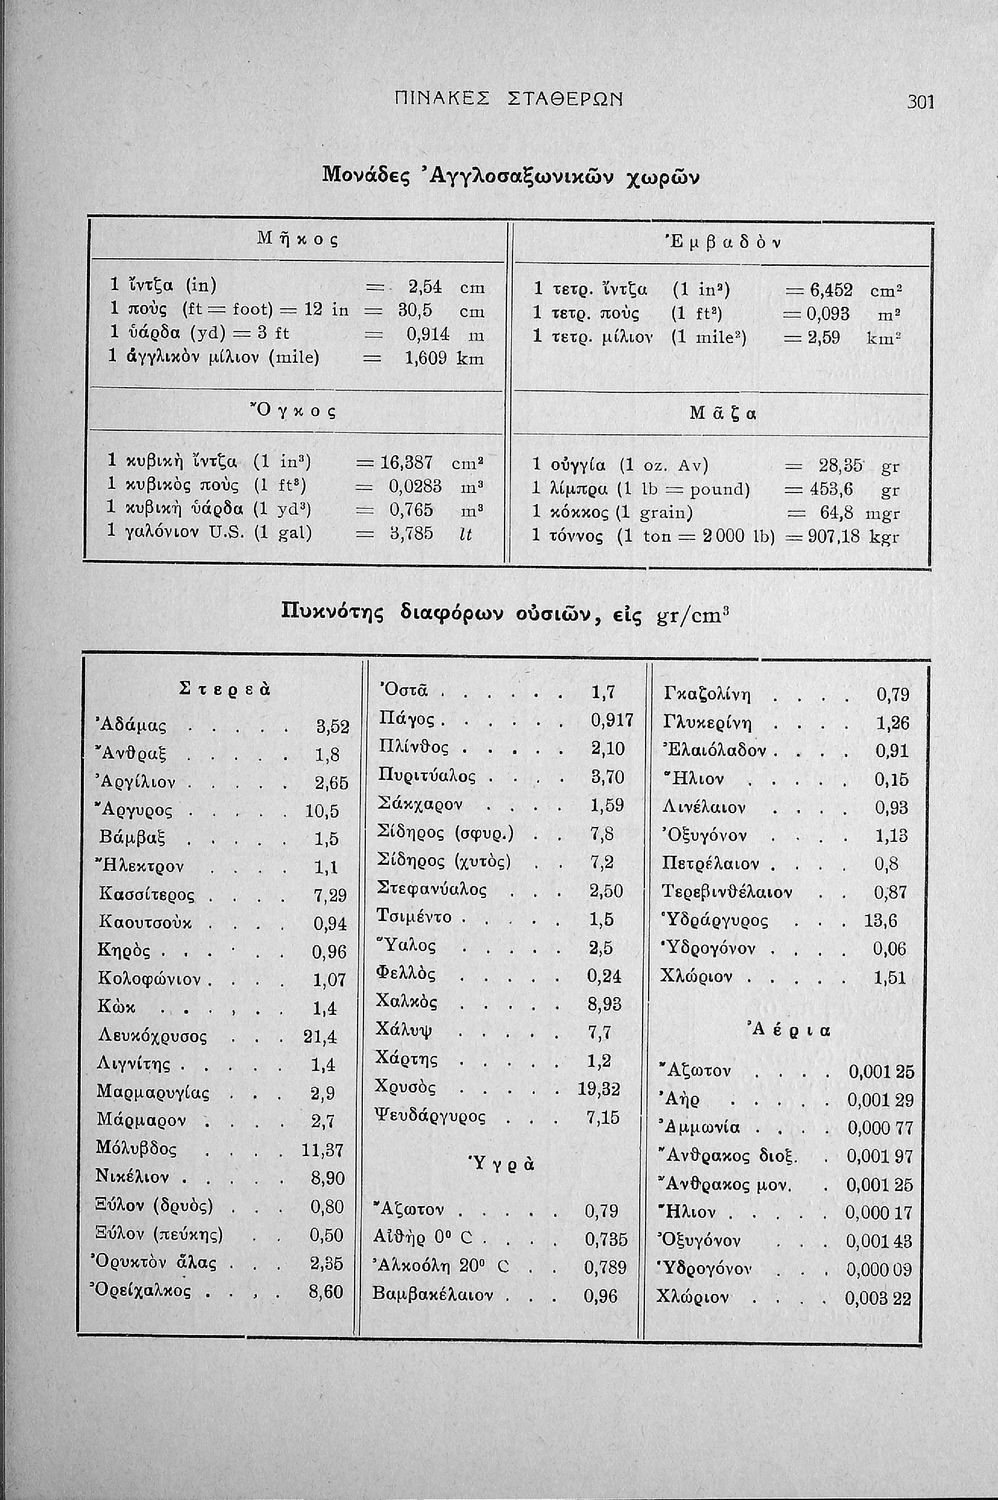 ΠΙΝΑΚΕΣ ΣΤΑΘΕΡΩΝ 301
Μονάδες Ἀγγλοσαξωνικῶν χωρῶν
Μῆκος
1 ἴντζα (in) = 2,54 cm
1 ποὺς (ft = foot) = 12 in = 30,5 cm
1 ὑάρδα (yd) = 3 ft = 0,914 m
1 ἀγγλικὸν μίλιον (mile) = 1,609 km
Ἐμβαδὸν
1 τετρ. ἴντζα (1 in²) = 6,452 cm²
1 τετρ. ποὺς (1 ft²) = 0,093 m²
1 τετρ. μίλιον (1 mile²) = 2,59 km²
Ὄγκος
1 κυβικὴ ἴντζα (1 in³) = 16,387 cm³
1 κυβικὸς ποὺς (1 ft³) = 0,0283 m³
1 κυβικὴ ὑάρδα (1 yd³) = 0,765 m³
1 γαλόνιον U.S. (1 gal) = 3,785 lt
Μᾶζα
1 οὐγγία (1 oz. Av) = 28,35 gr
1 λίμπρα (1 lb = pound) = 453,6 gr
1 κόκκος (1 grain) = 64,8 mgr
1 τόννος (1 ton = 2 000 lb) = 907,18 kgr
Πυκνότης διαφόρων οὐσιῶν, εἰς gr/cm³
Στερεὰ
Ἀδάμας . . . . . 3,52
Ἄνθραξ . . . . . 1,8
Ἀργίλιον . . . . . 2,65
Ἄργυρος . . . . . 10,5
Βάμβαξ . . . . . 1,5
Ἤλεκτρον . . . . 1,1
Κασσίτερος . . . . 7,29
Καουτσοὺκ . . . . 0,94
Κηρὸς . . . . . . 0,96
Κολοφώνιον . . . . 1,07
Κὼκ . . . . . . 1,4
Λευκόχρυσος . . . 21,4
Λιγνίτης . . . . . 1,4
Μαρμαρυγίας . . . 2,9
Μάρμαρον . . . . 2,7
Μόλυβδος . . . . 11,37
Νικέλιον . . . . . 8,90
Ξύλον (δρυὸς) . . . 0,80
Ξύλον (πεύκης) . . 0,50
Ὀρυκτὸν ἅλας . . . 2,35
Ὀρείχαλκος . . . . 8,60
Ὀστᾶ . . . . . . 1,7
Πάγος . . . . . . 0,917
Πλίνθος . . . . . 2,10
Πυριτύαλος . . . . 3,70
Σάκχαρον . . . . 1,59
Σίδηρος (σφυρ.) . . 7,8
Σίδηρος (χυτὸς) . . 7,2
Στεφανύαλος . . . 2,50
Τσιμέντο . . . . . 1,5
Ὕαλος . . . . . 2,5
Φελλὸς . . . . . 0,24
Χαλκὸς . . . . . 8,93
Χάλυψ . . . . . 7,7
Χάρτης . . . . . 1,2
Χρυσὸς . . . . . 19,32
Ψευδάργυρος . . . 7,15
Ὑγρὰ
Ἄζωτον . . . . . 0,79
Αἰθὴρ 0° C . . . . 0,735
Ἀλκοόλη 20° C . . 0,789
Βαμβακέλαιον . . . 0,96
Γκαζολίνη . . . . 0,79
Γλυκερίνη . . . . 1,26
Ἐλαιόλαδον . . . . 0,91
Ἥλιον . . . . . 0,15
Λινέλαιον . . . . 0,93
Ὀξυγόνον . . . . 1,13
Πετρέλαιον . . . . 0,8
Τερεβινθέλαιον . . 0,87
Ὑδράργυρος . . . 13,6
Ὑδρογόνον . . . . 0,06
Χλώριον . . . . . 1,51
Ἀέρια
Ἄζωτον . . . . 0,001 25
Ἀὴρ . . . . . 0,001 29
Ἀμμωνία . . . . 0,000 77
Ἄνθρακος διοξ. . 0,001 97
Ἄνθρακος μον. . 0,001 25
Ἥλιον . . . . . 0,000 17
Ὀξυγόνον . . . 0,001 43
Ὑδρογόνον . . . 0,000 09
Χλώριον . . . . 0,003 22